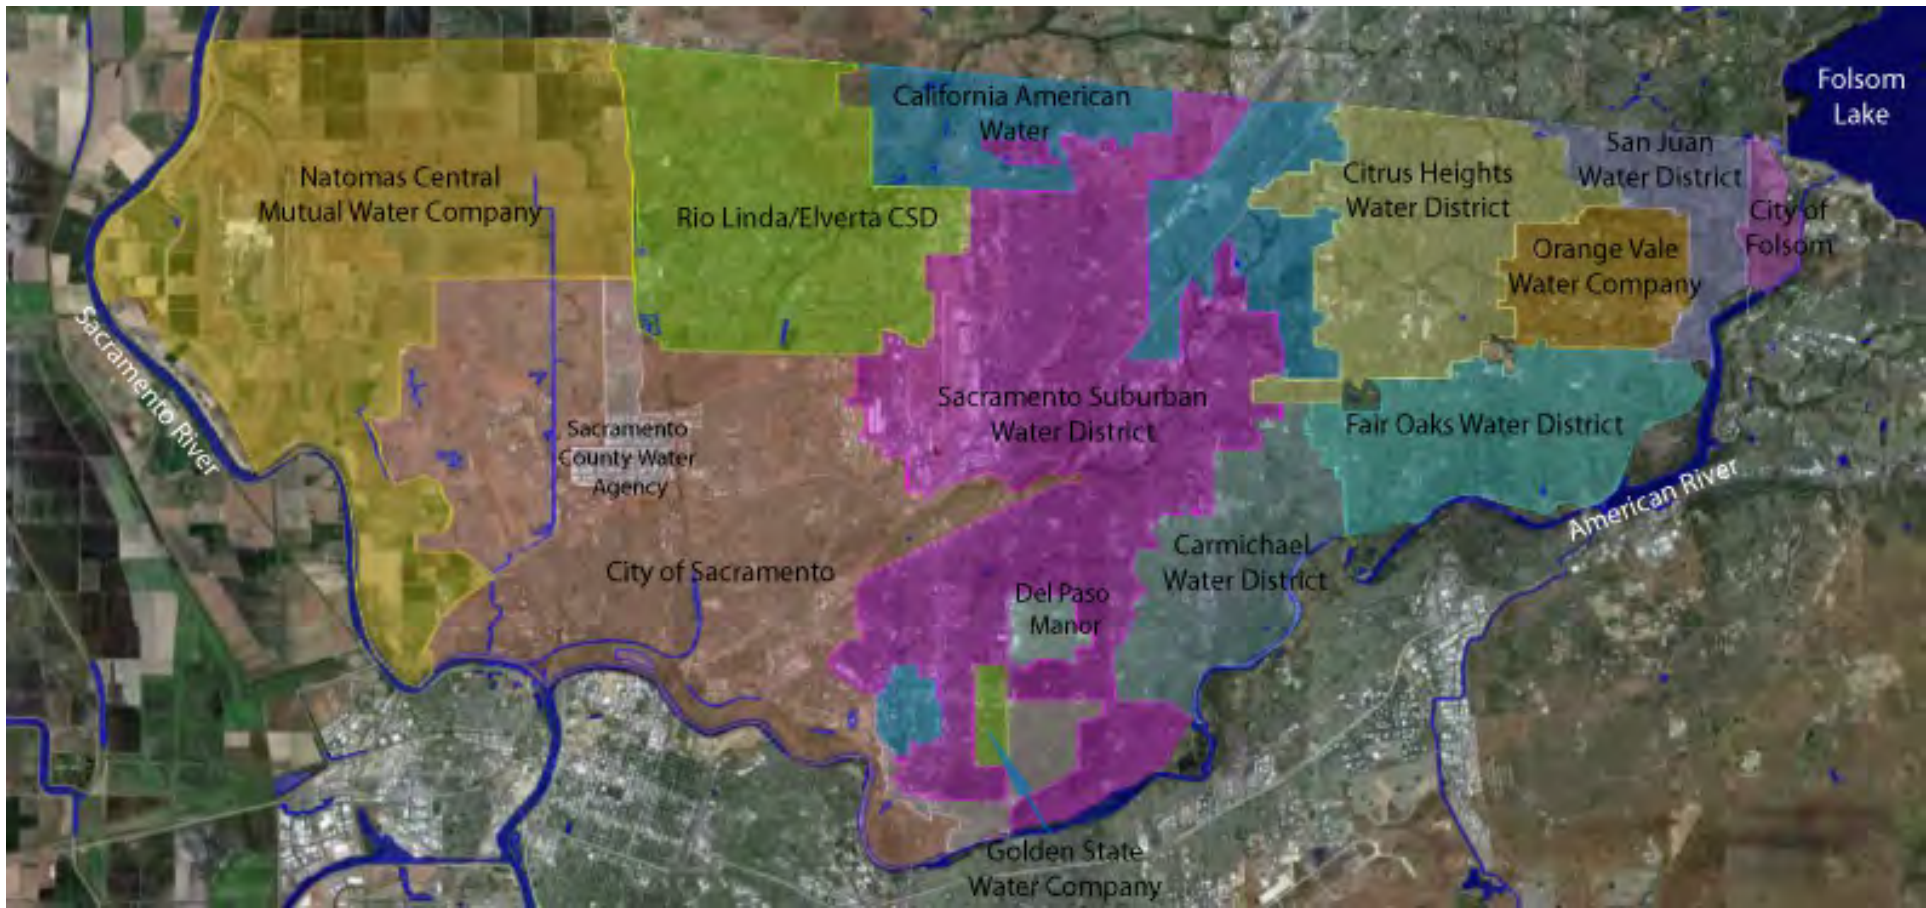 Folsom
Lake
California American
Water
San Juan
Water District
Natomas Central
Mutual Water Company
Rio Linda/Elverta CSD
Citrus Heights
Water District
City of
Folsom
Orange Vale
Water Company
Sacramento River
Sacramento Suburban
Water District
Fair Oaks Water District
Sacramento
County Water
Agency
American River
City of Sacramento
Carmichael
Water District
Del Paso
Manor
Golden State
Water Company